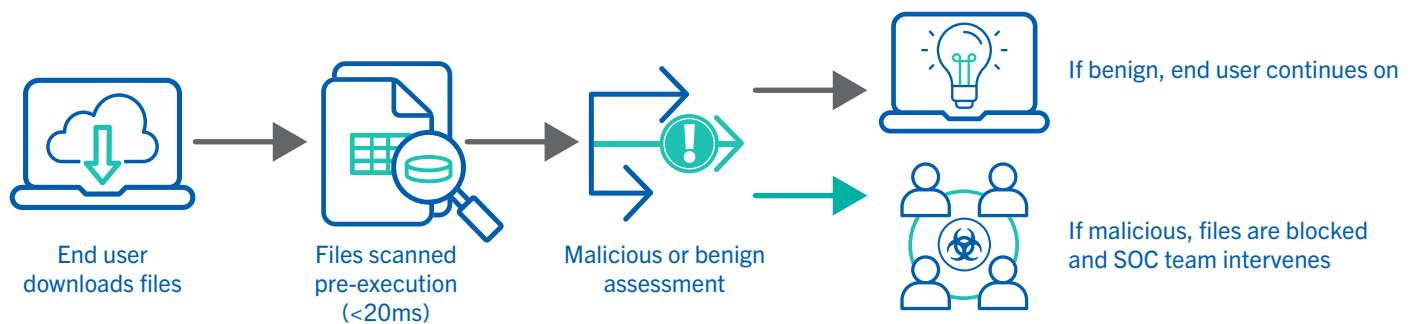 End user
downloads files
Files scanned
pre-execution
(<20ms)
Malicious or benign
assessment
If benign, end user continues on
If malicious, files are blocked
and SOC team intervenes